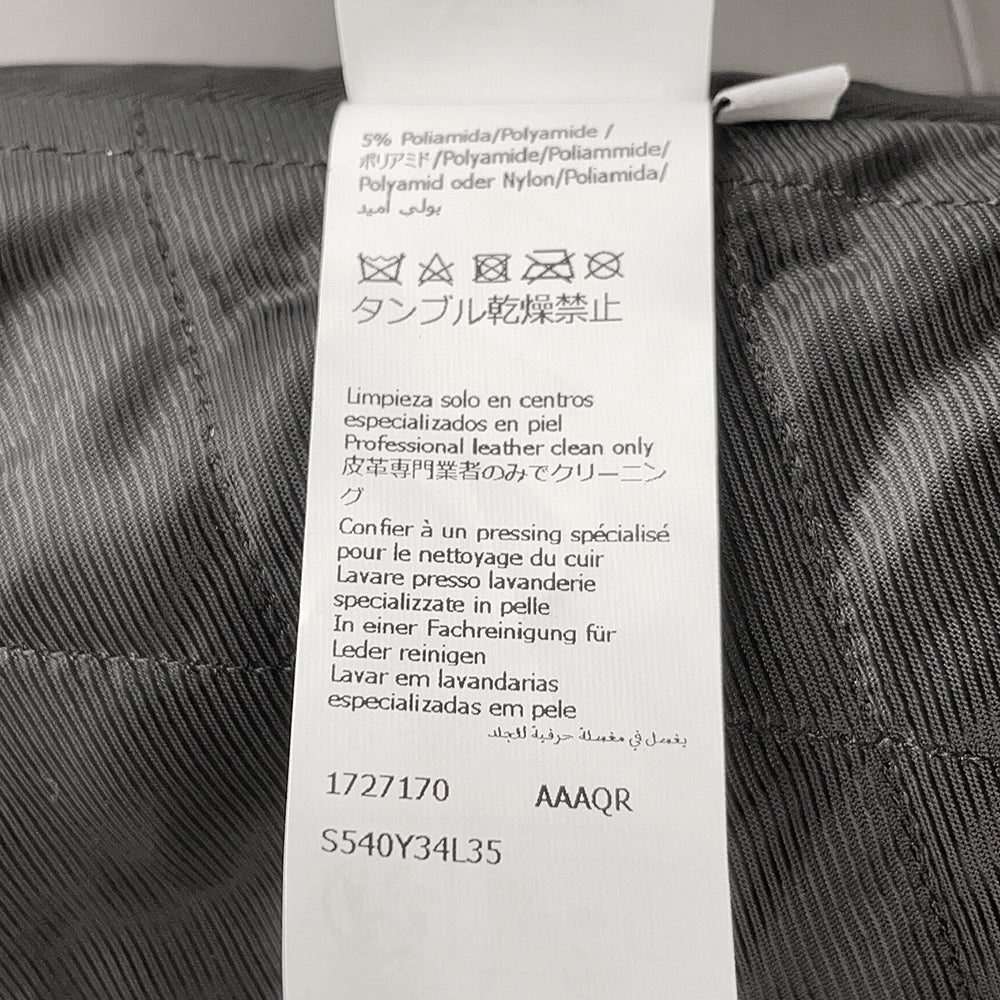 5% Poliamida/Polyamide /
ポリアミド/Polyamide/Poliammide/
Polyamid oder Nylon/Poliamida/
بولي أميد
タンブル乾燥禁止
Limpieza solo en centros
especializados en piel
Professional leather clean only
皮革専門業者のみでクリーニン
グ
Confier à un pressing spécialisé
pour le nettoyage du cuir
Lavare presso lavanderie
specializzate in pelle
In einer Fachreinigung für
Leder reinigen
Lavar em lavandarias
especializadas em pele
يغسل في مغسلة حرفية للجلد
1727170 AAAQR
S540Y34L35